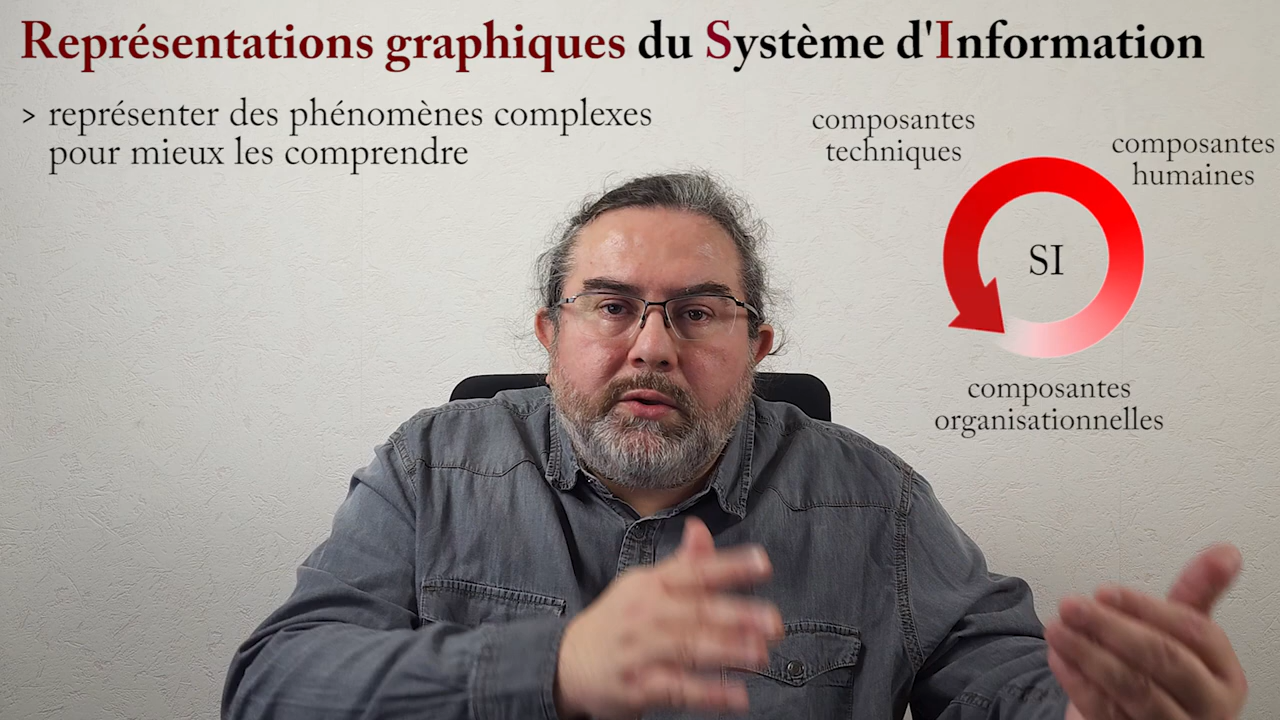 Représentations graphiques du Système d'Information
> représenter des phénomènes complexes
pour mieux les comprendre
composantes
techniques
composantes
humaines
SI
composantes
organisationnelles